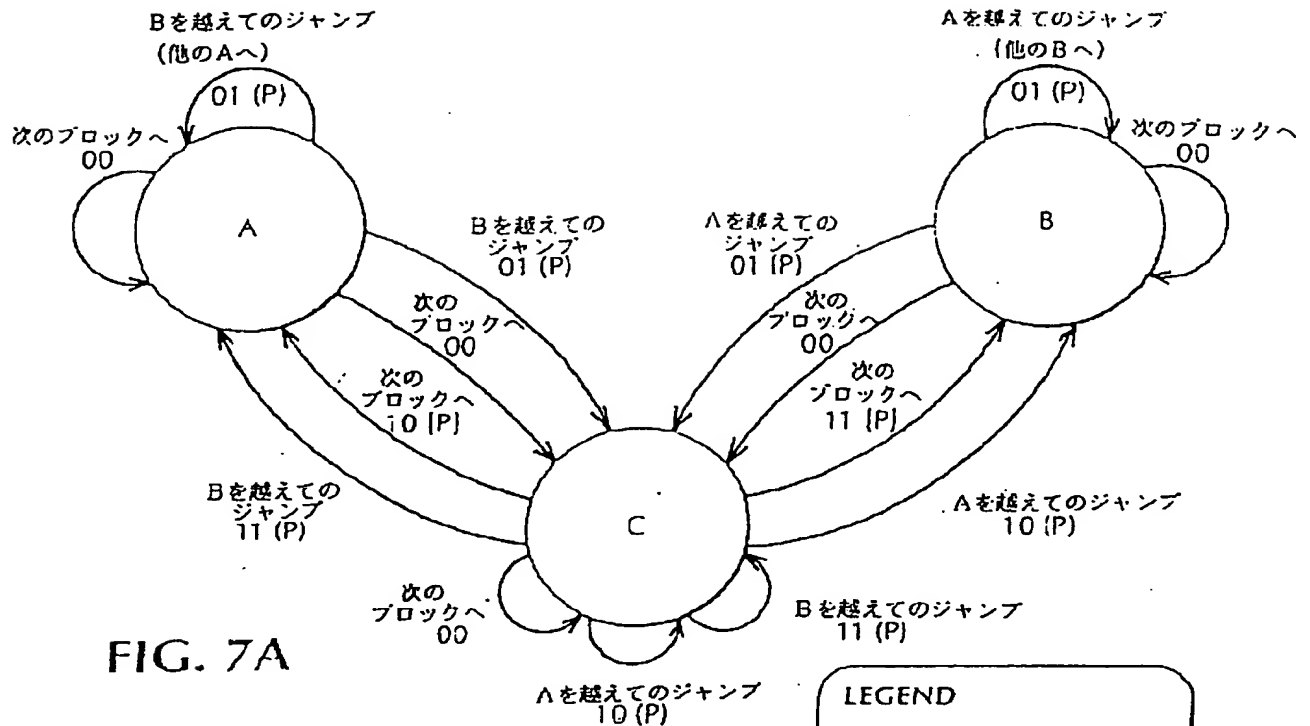 Bを越えてのジャンプ
(他のAへ)
01 (P)
次のブロックへ
00
A
Aを越えてのジャンプ
(他のBへ)
01 (P)
次のブロックへ
00
B
Bを越えての
ジャンプ
01 (P)
Aを越えての
ジャンプ
01 (P)
次の
ブロックへ
00
次の
ブロックへ
00
次の
ブロックへ
10 (P)
次の
ブロックへ
11 (P)
Bを越えての
ジャンプ
11 (P)
C
Aを越えてのジャンプ
10 (P)
次の
ブロックへ
00
Bを越えてのジャンプ
11 (P)
Aを越えてのジャンプ
10 (P)
FIG. 7A
LEGEND